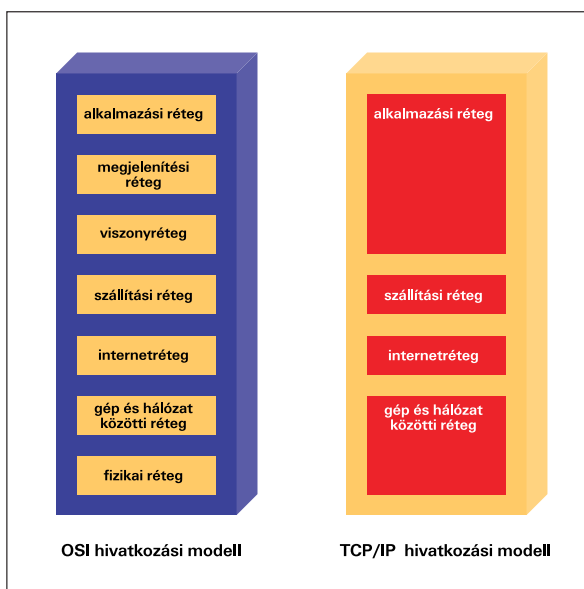 alkalmazási réteg
megjelenítési
réteg
viszonyréteg
szállítási réteg
internetréteg
gép és hálózat
közötti réteg
fizikai réteg
OSI hivatkozási modell
alkalmazási réteg
szállítási réteg
internetréteg
gép és hálózat
közötti réteg
TCP/IP hivatkozási modell